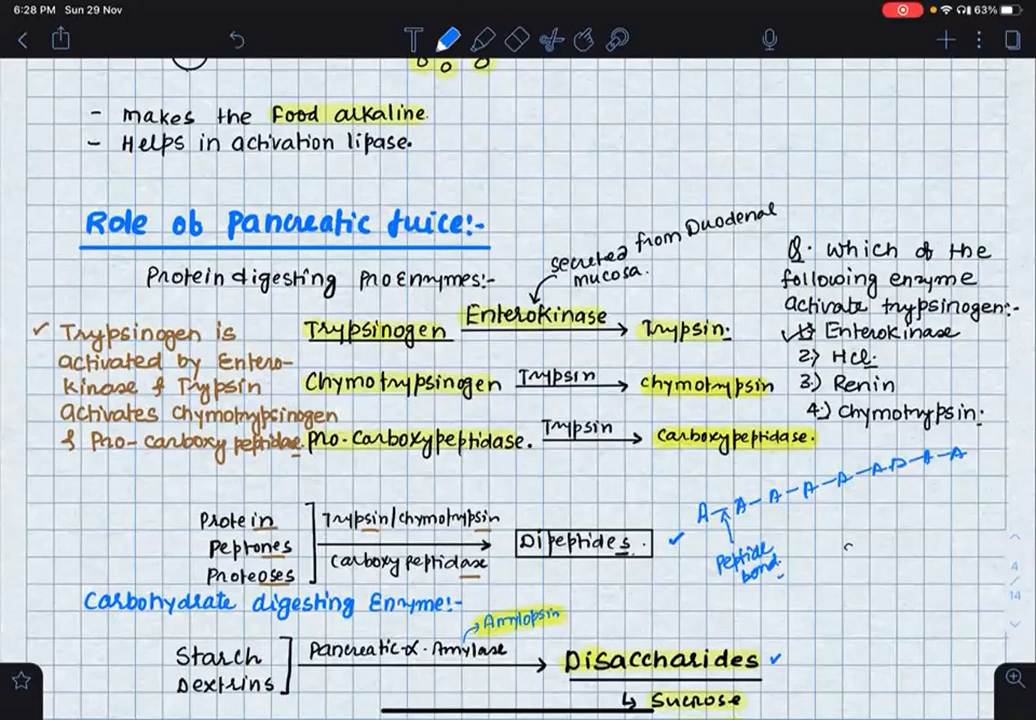 6:28 PM Sun 29 Nov
63%
- makes the Food alkaline.
- Helps in activation lipase.
Role of Pancreatic Juice:-
Protein digesting ProEnzymes:-
secreted from Duodenal
mucosa.
✓ Trypsinogen is
activated by Entero-
kinase & Trypsin
activates chymotrypsinogen
& Pro-carboxy peptidase.
Trypsinogen Enterokinase → Trypsin.
Chymotrypsinogen Trypsin → chymotrypsin
Pro-Carboxypeptidase. Trypsin → Carboxypeptidase.
Q. which of the
following enzyme
activate trypsinogen:-
✓ 1) Enterokinase
2) HCl.
3.) Renin
4.) chymotrypsin.
Protein
Peptones
Proteoses
Trypsin/chymotrypsin
Carboxy peptidase
→ Dipeptides. ✓
A-A-A-A-A-A-A-A-A
Peptide
bond.
Carbohydrate digesting Enzyme:-
Amylopsin
Starch
Dextrins
Pancreatic-α-Amylase → Disaccharides ✓
↳ Sucrose
4
14